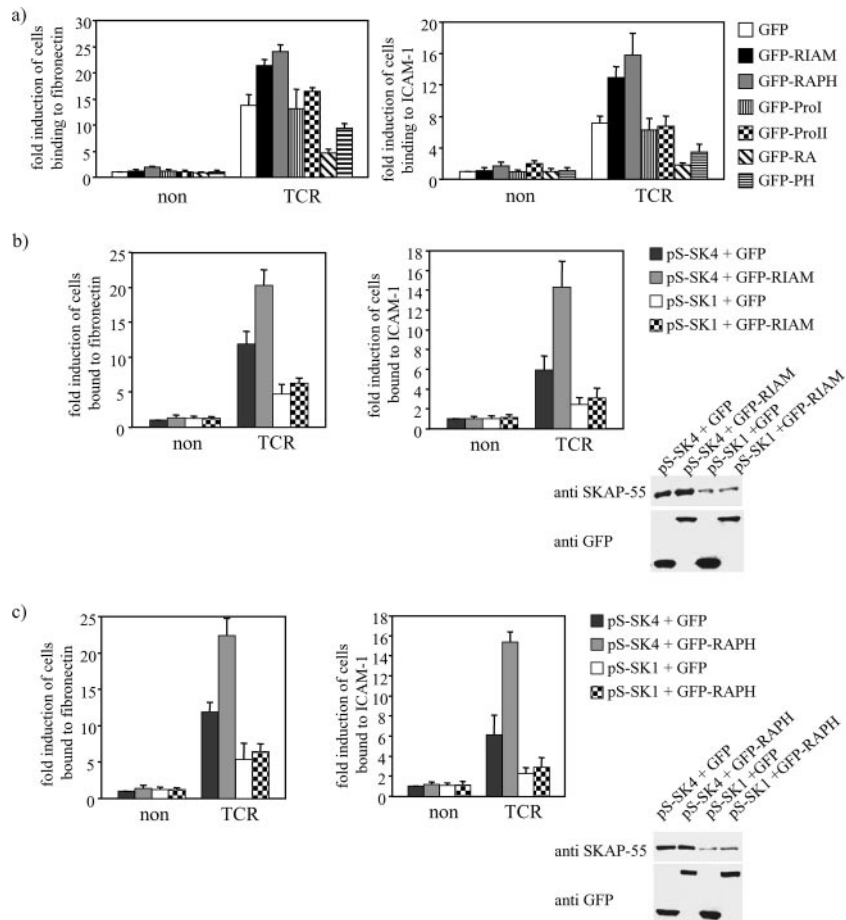 a)
fold induction of cells
binding to fibronectin
30
25
20
15
10
5
0
non
TCR
fold induction of cells
binding to ICAM-1
20
16
12
8
4
0
non
TCR
GFP
GFP-RIAM
GFP-RAPH
GFP-ProI
GFP-ProII
GFP-RA
GFP-PH
b)
fold induction of cells
bound to fibronectin
25
20
15
10
5
0
non
TCR
fold induction of cells
bound to ICAM-1
18
16
14
12
10
8
6
4
2
0
non
TCR
pS-SK4 + GFP
pS-SK4 + GFP-RIAM
pS-SK1 + GFP
pS-SK1 + GFP-RIAM
pS-SK4 + GFP
pS-SK4 + GFP-RIAM
pS-SK1 +GFP
pS-SK1 +GFP-RIAM
anti SKAP-55
anti GFP
c)
fold induction of cells
bound to fibronectin
25
20
15
10
5
0
non
TCR
fold induction of cells
bound to ICAM-1
18
16
14
12
10
8
6
4
2
0
non
TCR
pS-SK4 + GFP
pS-SK4 + GFP-RAPH
pS-SK1 + GFP
pS-SK1 + GFP-RAPH
pS-SK4 + GFP
pS-SK4 + GFP-RAPH
pS-SK1 +GFP
pS-SK1 +GFP-RAPH
anti SKAP-55
anti GFP